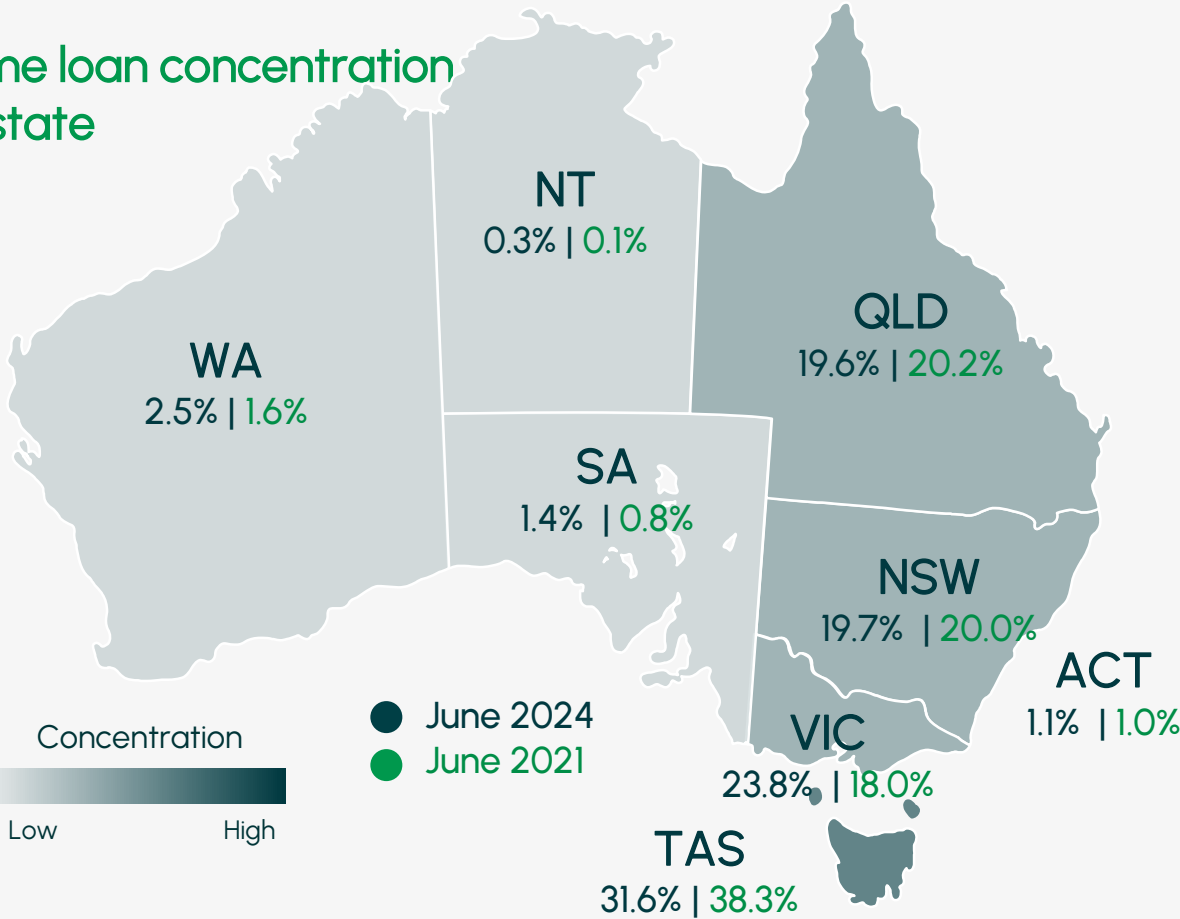 me loan concentration
state
NT
0.3% | 0.1%
QLD
19.6% | 20.2%
WA
2.5% | 1.6%
SA
1.4% | 0.8%
NSW
19.7% | 20.0%
ACT
1.1% | 1.0%
VIC
23.8% | 18.0%
TAS
31.6% | 38.3%
June 2024
June 2021
Concentration
Low High